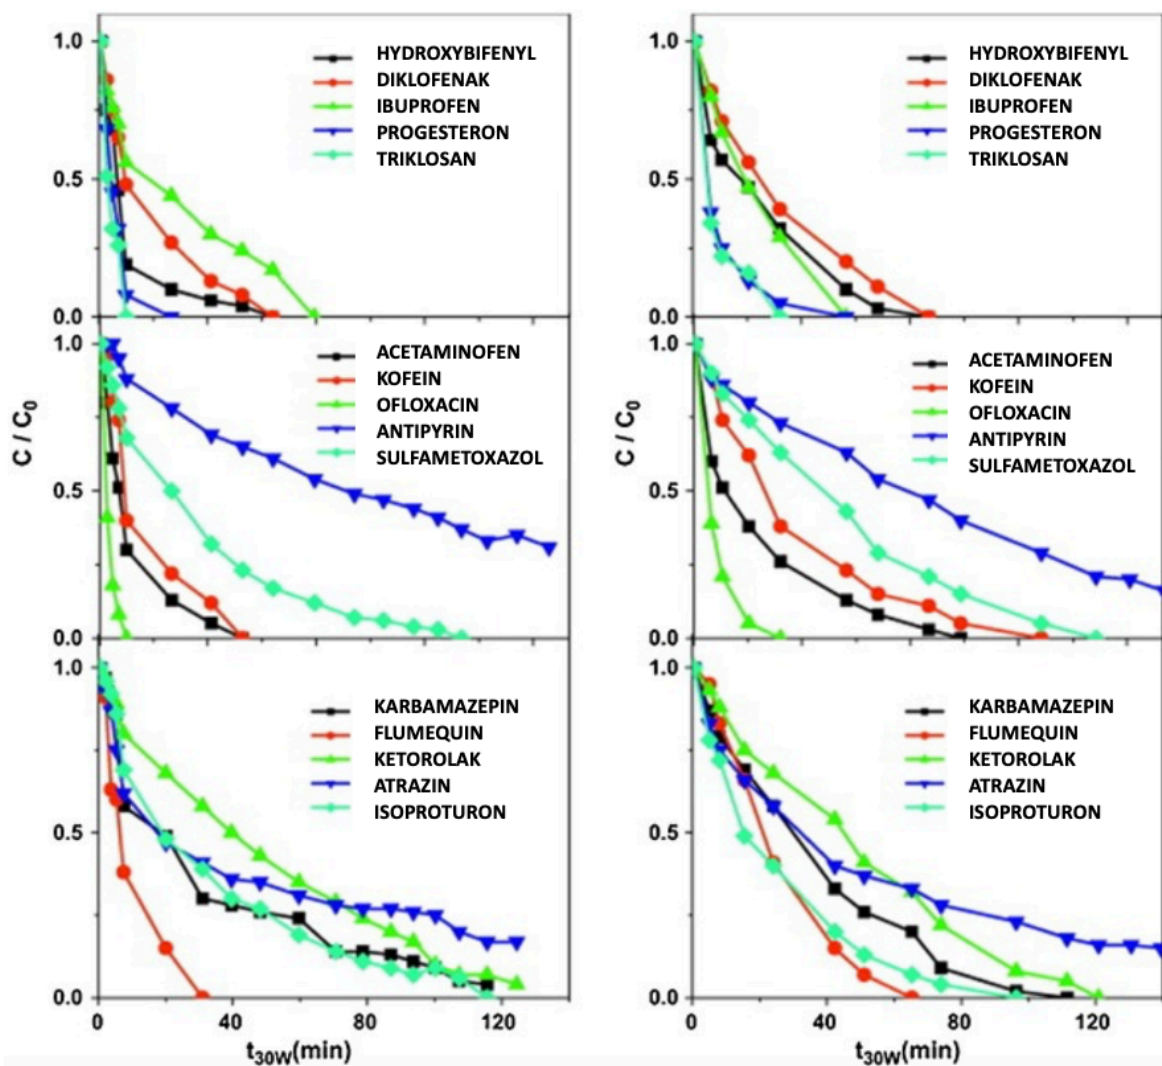 1.0
HYDROXYBIFENYL
DIKLOFENAK
IBUPROFEN
PROGESTERON
TRIKLOSAN
0.5
0.0
1.0
HYDROXYBIFENYL
DIKLOFENAK
IBUPROFEN
PROGESTERON
TRIKLOSAN
0.5
0.0
C / C0
1.0
ACETAMINOFEN
KOFEIN
OFLOXACIN
ANTIPYRIN
SULFAMETOXAZOL
0.5
0.0
C / C0
1.0
ACETAMINOFEN
KOFEIN
OFLOXACIN
ANTIPYRIN
SULFAMETOXAZOL
0.5
0.0
1.0
KARBAMAZEPIN
FLUMEQUIN
KETOROLAK
ATRAZIN
ISOPROTURON
0.5
0.0
0 40 80 120
t30W(min)
1.0
KARBAMAZEPIN
FLUMEQUIN
KETOROLAK
ATRAZIN
ISOPROTURON
0.5
0.0
0 40 80 120
t30W(min)